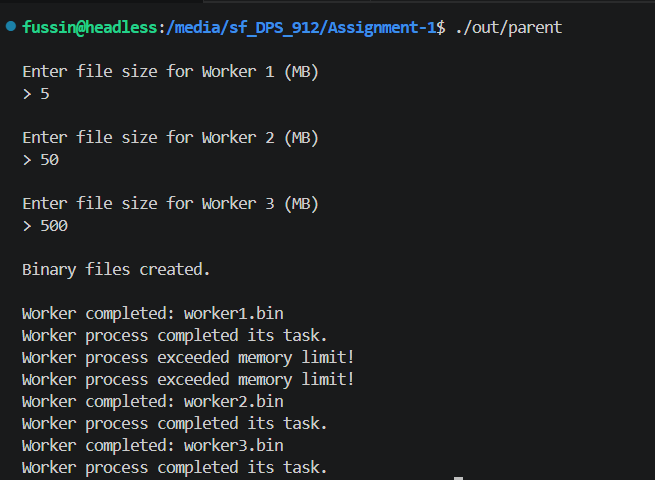 fussin@headless:/media/sf_DPS_912/Assignment-1$ ./out/parent
Enter file size for Worker 1 (MB)
> 5
Enter file size for Worker 2 (MB)
> 50
Enter file size for Worker 3 (MB)
> 500
Binary files created.
Worker completed: worker1.bin
Worker process completed its task.
Worker process exceeded memory limit!
Worker process exceeded memory limit!
Worker completed: worker2.bin
Worker process completed its task.
Worker completed: worker3.bin
Worker process completed its task.